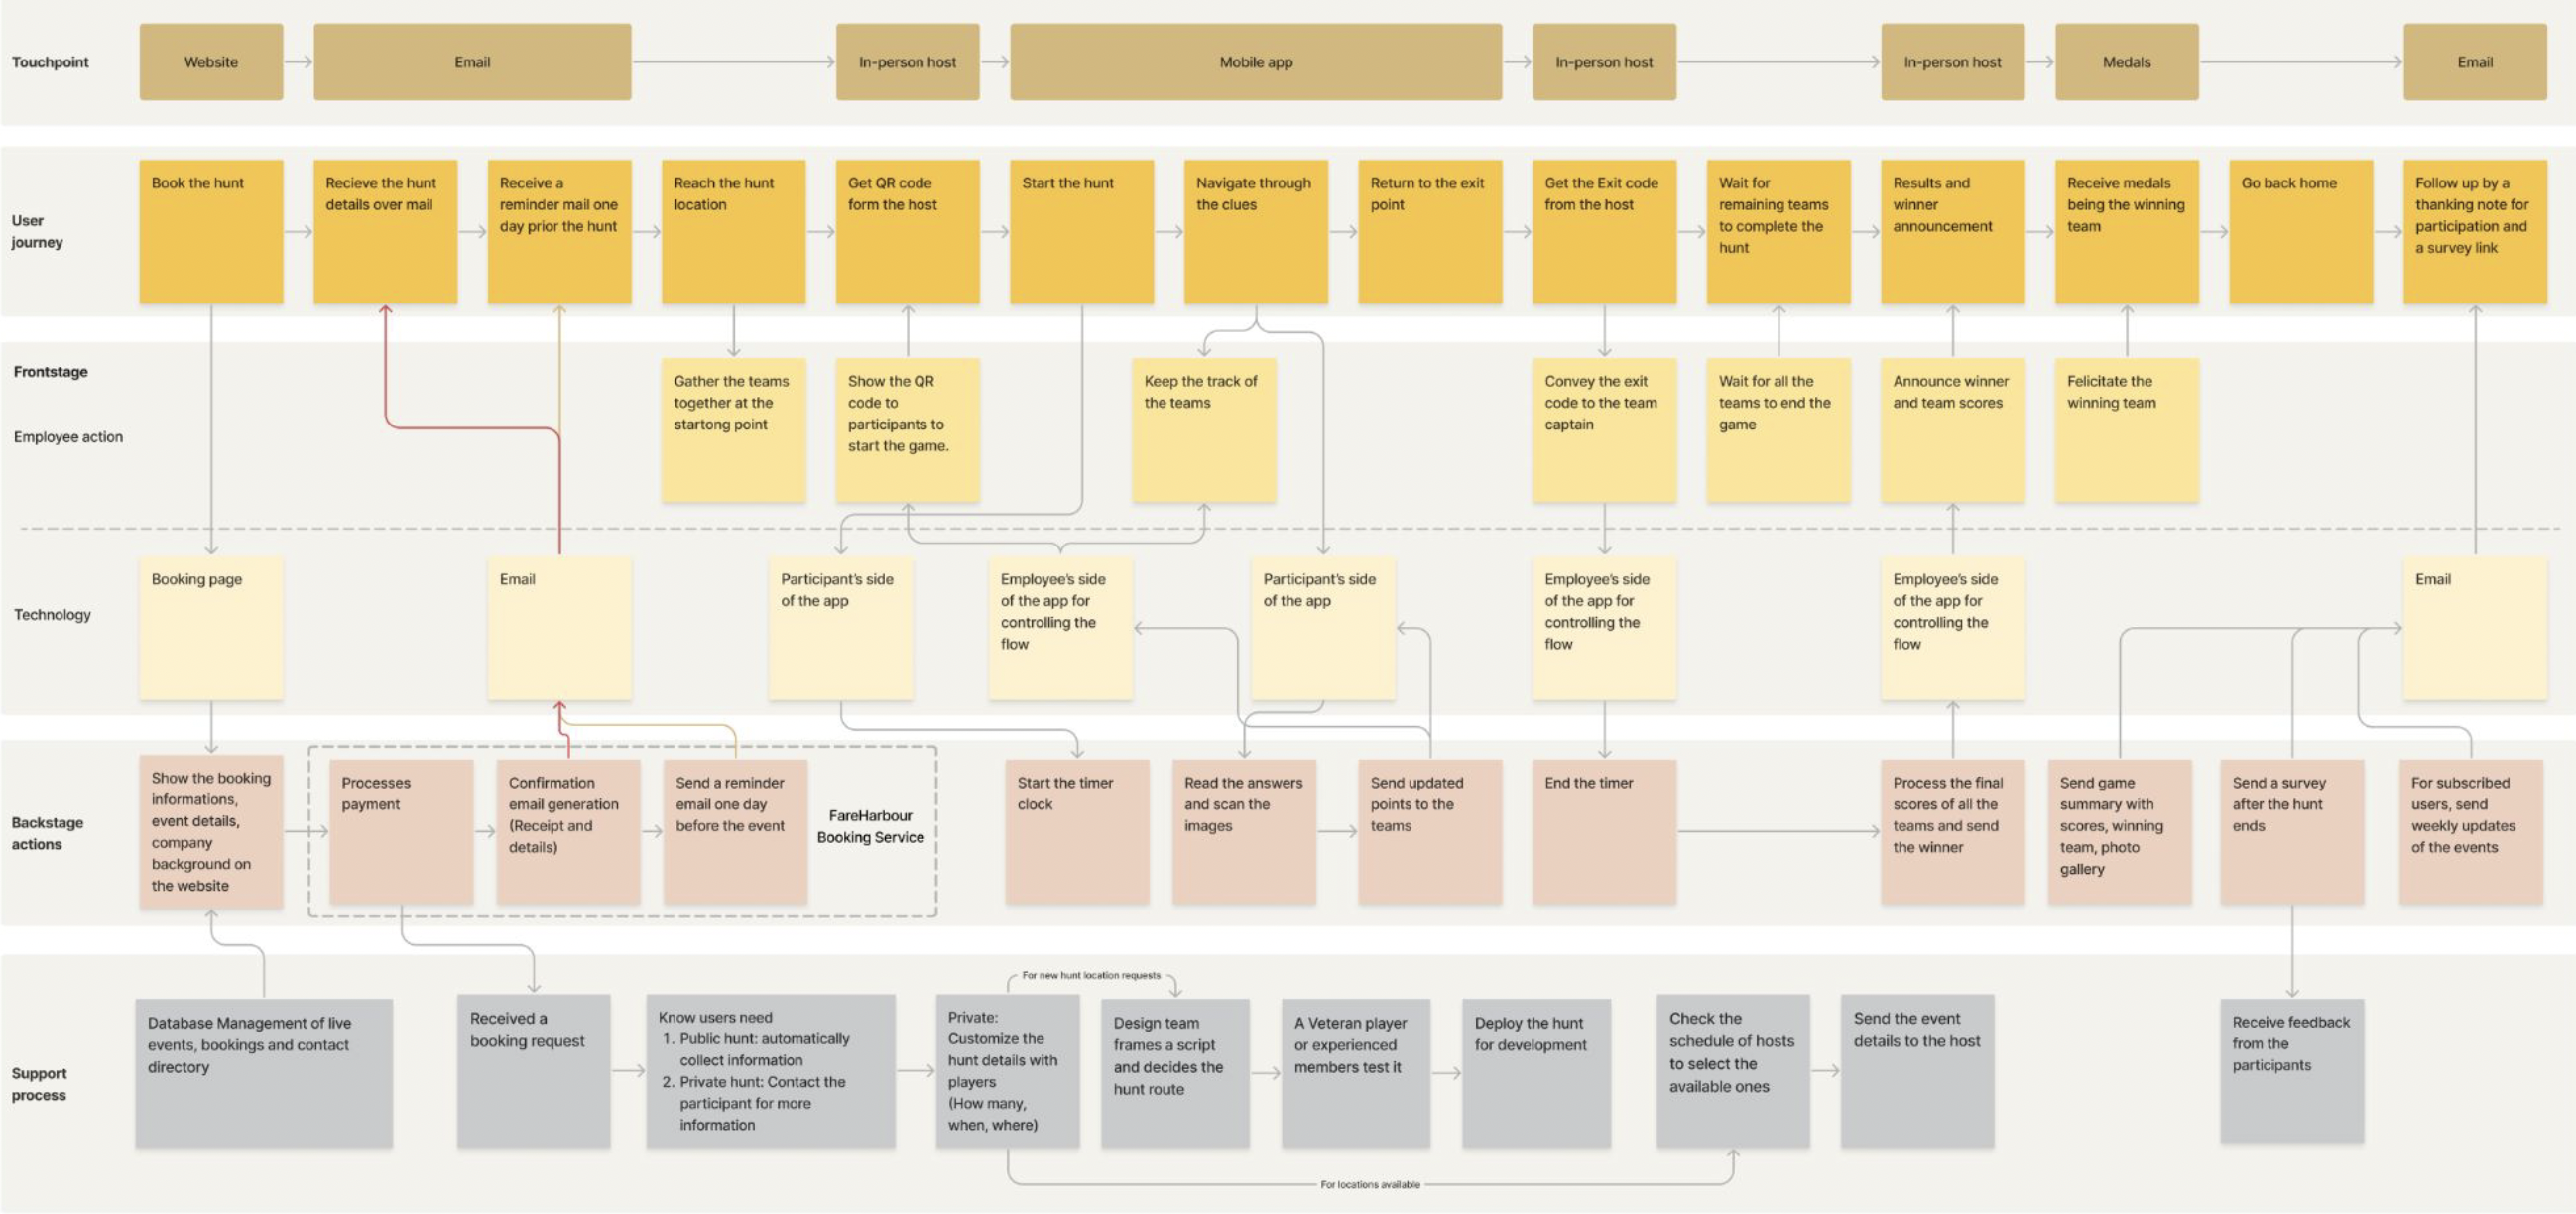 Touchpoint
Website
Email
In-person host
Mobile app
In-person host
In-person host
Medals
Email
User
journey
Book the hunt
Recieve the hunt
details over mail
Receive a
reminder mail one
day prior the hunt
Reach the hunt
location
Get QR code
form the host
Start the hunt
Navigate through
the clues
Return to the exit
point
Get the Exit code
from the host
Wait for
remaining teams
to complete the
hunt
Results and
winner
announcement
Receive medals
being the winning
team
Go back home
Follow up by a
thanking note for
participation and
a survey link
Frontstage
Employee action
Gather the teams
together at the
startong point
Show the QR
code to
participants to
start the game.
Keep the track of
the teams
Convey the exit
code to the team
captain
Wait for all the
teams to end the
game
Announce winner
and team scores
Felicitate the
winning team
Technology
Booking page
Email
Participant's side
of the app
Employee's side
of the app for
controlling the
flow
Participant's side
of the app
Employee's side
of the app for
controlling the
flow
Employee's side
of the app for
controlling the
flow
Email
Backstage
actions
Show the booking
informations,
event details,
company
background on
the website
Processes
payment
Confirmation
email generation
(Receipt and
details)
Send a reminder
email one day
before the event
FareHarbour
Booking Service
Start the timer
clock
Read the answers
and scan the
images
Send updated
points to the
teams
End the timer
Process the final
scores of all the
teams and send
the winner
Send game
summary with
scores, winning
team, photo
gallery
Send a survey
after the hunt
ends
For subscribed
users, send
weekly updates
of the events
Support
process
Database Management of live
events, bookings and contact
directory
Received a
booking request
Know users need
1. Public hunt: automatically
collect information
2. Private hunt: Contact the
participant for more
information
Private:
Customize the
hunt details with
players
(How many,
when, where)
For new hunt location requests
Design team
frames a script
and decides the
hunt route
A Veteran player
or experienced
members test it
Deploy the hunt
for development
Check the
schedule of hosts
to select the
available ones
Send the event
details to the host
Receive feedback
from the
participants
For locations available